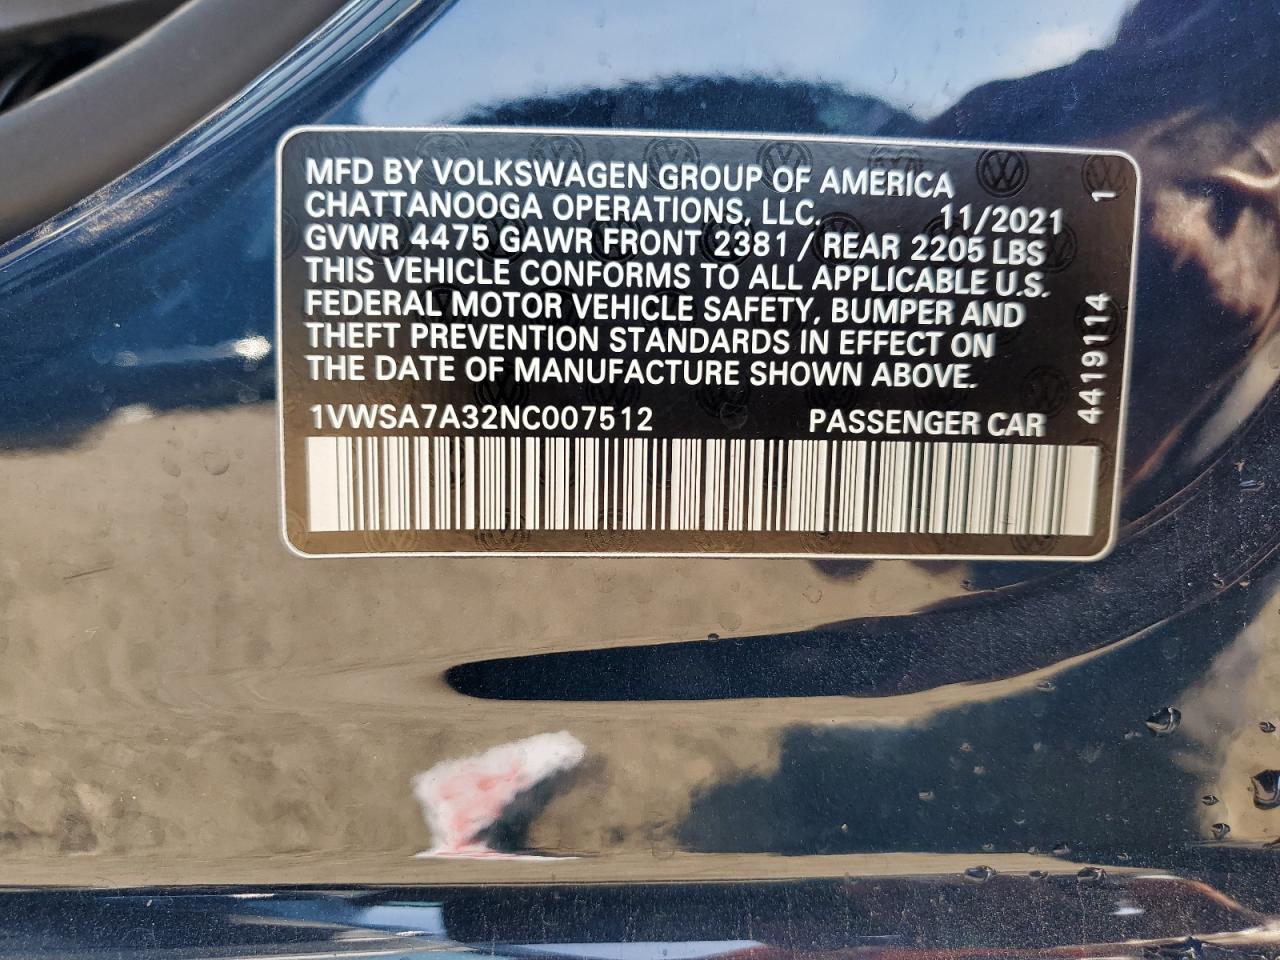 MFD BY VOLKSWAGEN GROUP OF AMERICA
CHATTANOOGA OPERATIONS, LLC. 11/2021
GVWR 4475 GAWR FRONT 2381 / REAR 2205 LBS
THIS VEHICLE CONFORMS TO ALL APPLICABLE U.S.
FEDERAL MOTOR VEHICLE SAFETY, BUMPER AND
THEFT PREVENTION STANDARDS IN EFFECT ON
THE DATE OF MANUFACTURE SHOWN ABOVE.
1VWSA7A32NC007512 PASSENGER CAR
4419114 1